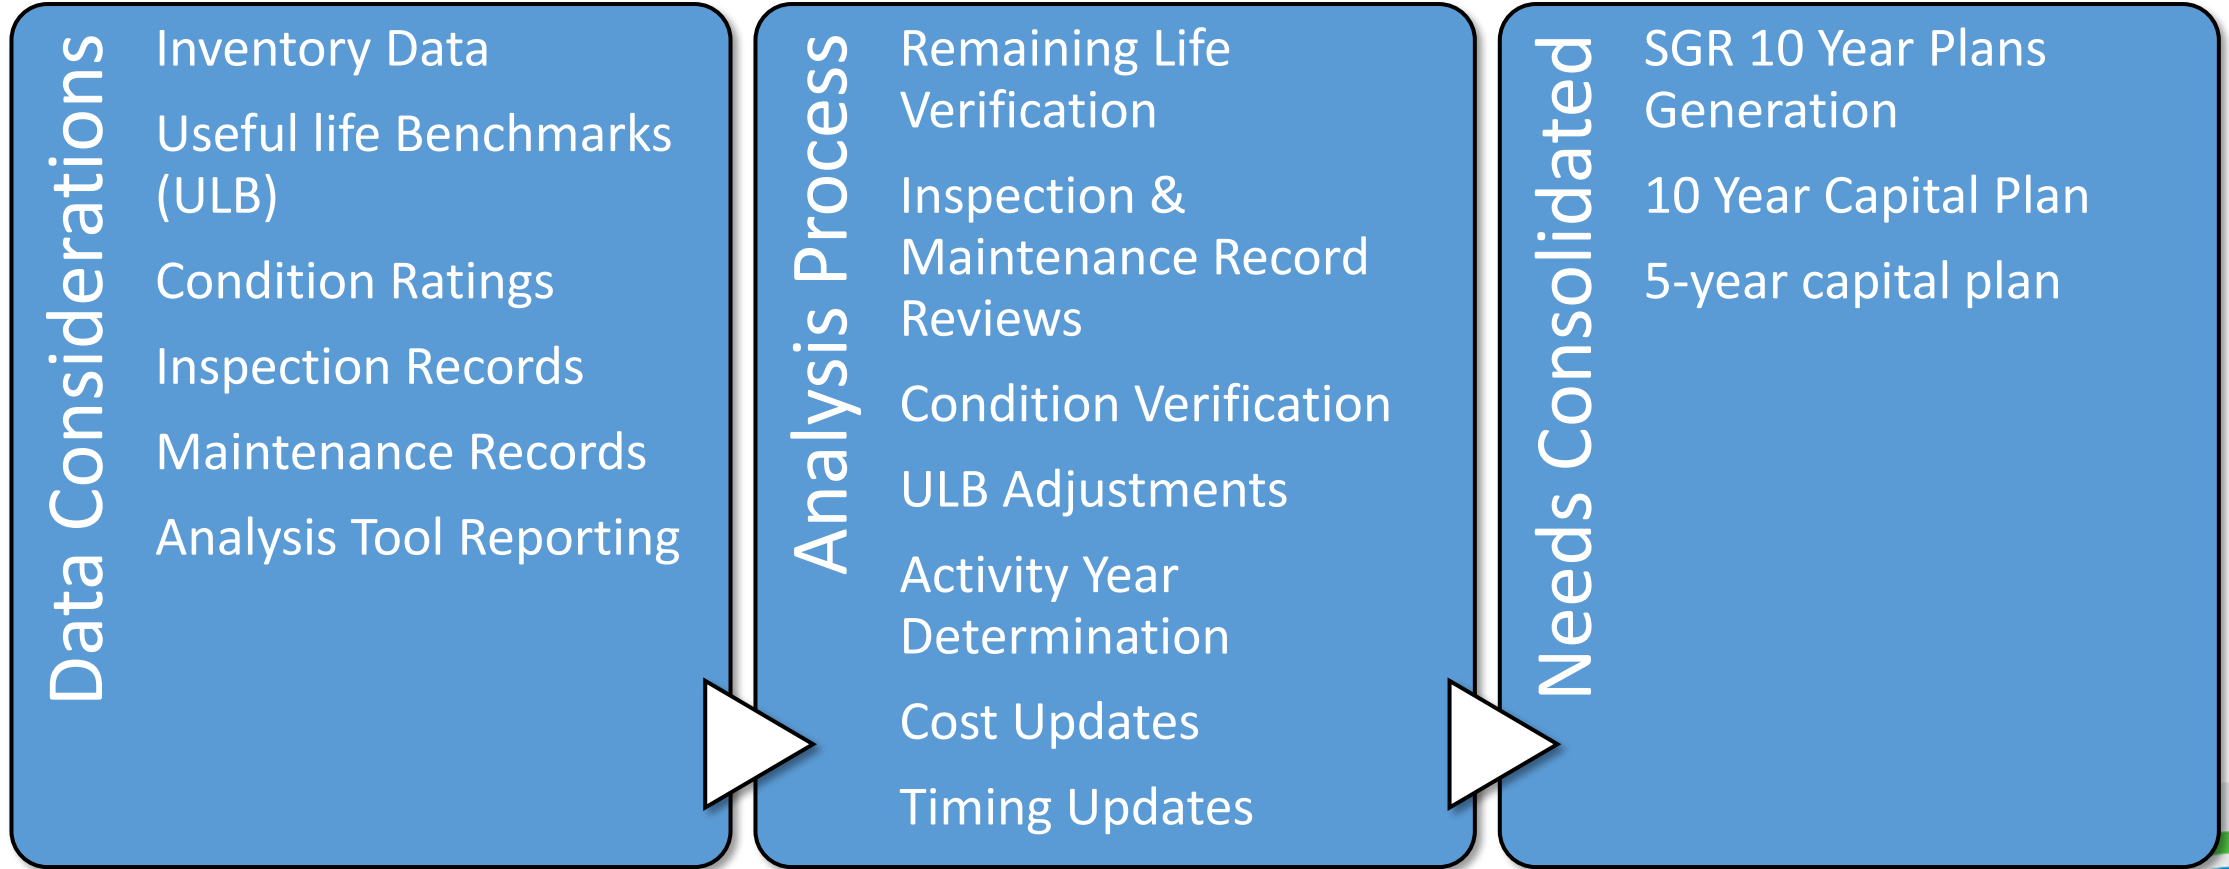 Data Considerations
Inventory Data
Useful life Benchmarks
(ULB)
Condition Ratings
Inspection Records
Maintenance Records
Analysis Tool Reporting
Analysis Process
Remaining Life
Verification
Inspection &
Maintenance Record
Reviews
Condition Verification
ULB Adjustments
Activity Year
Determination
Cost Updates
Timing Updates
Needs Consolidated
SGR 10 Year Plans
Generation
10 Year Capital Plan
5-year capital plan